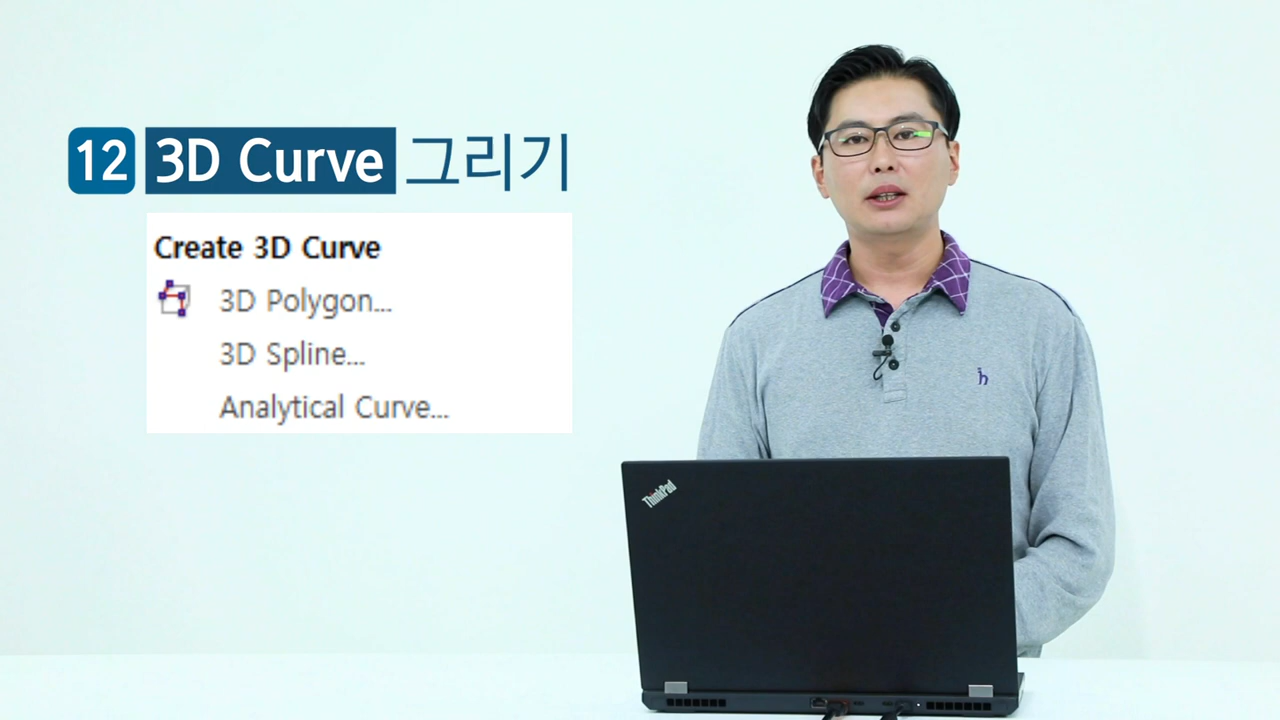 12 3D Curve 그리기
Create 3D Curve
3D Polygon...
3D Spline...
Analytical Curve...
ThinkPad
h